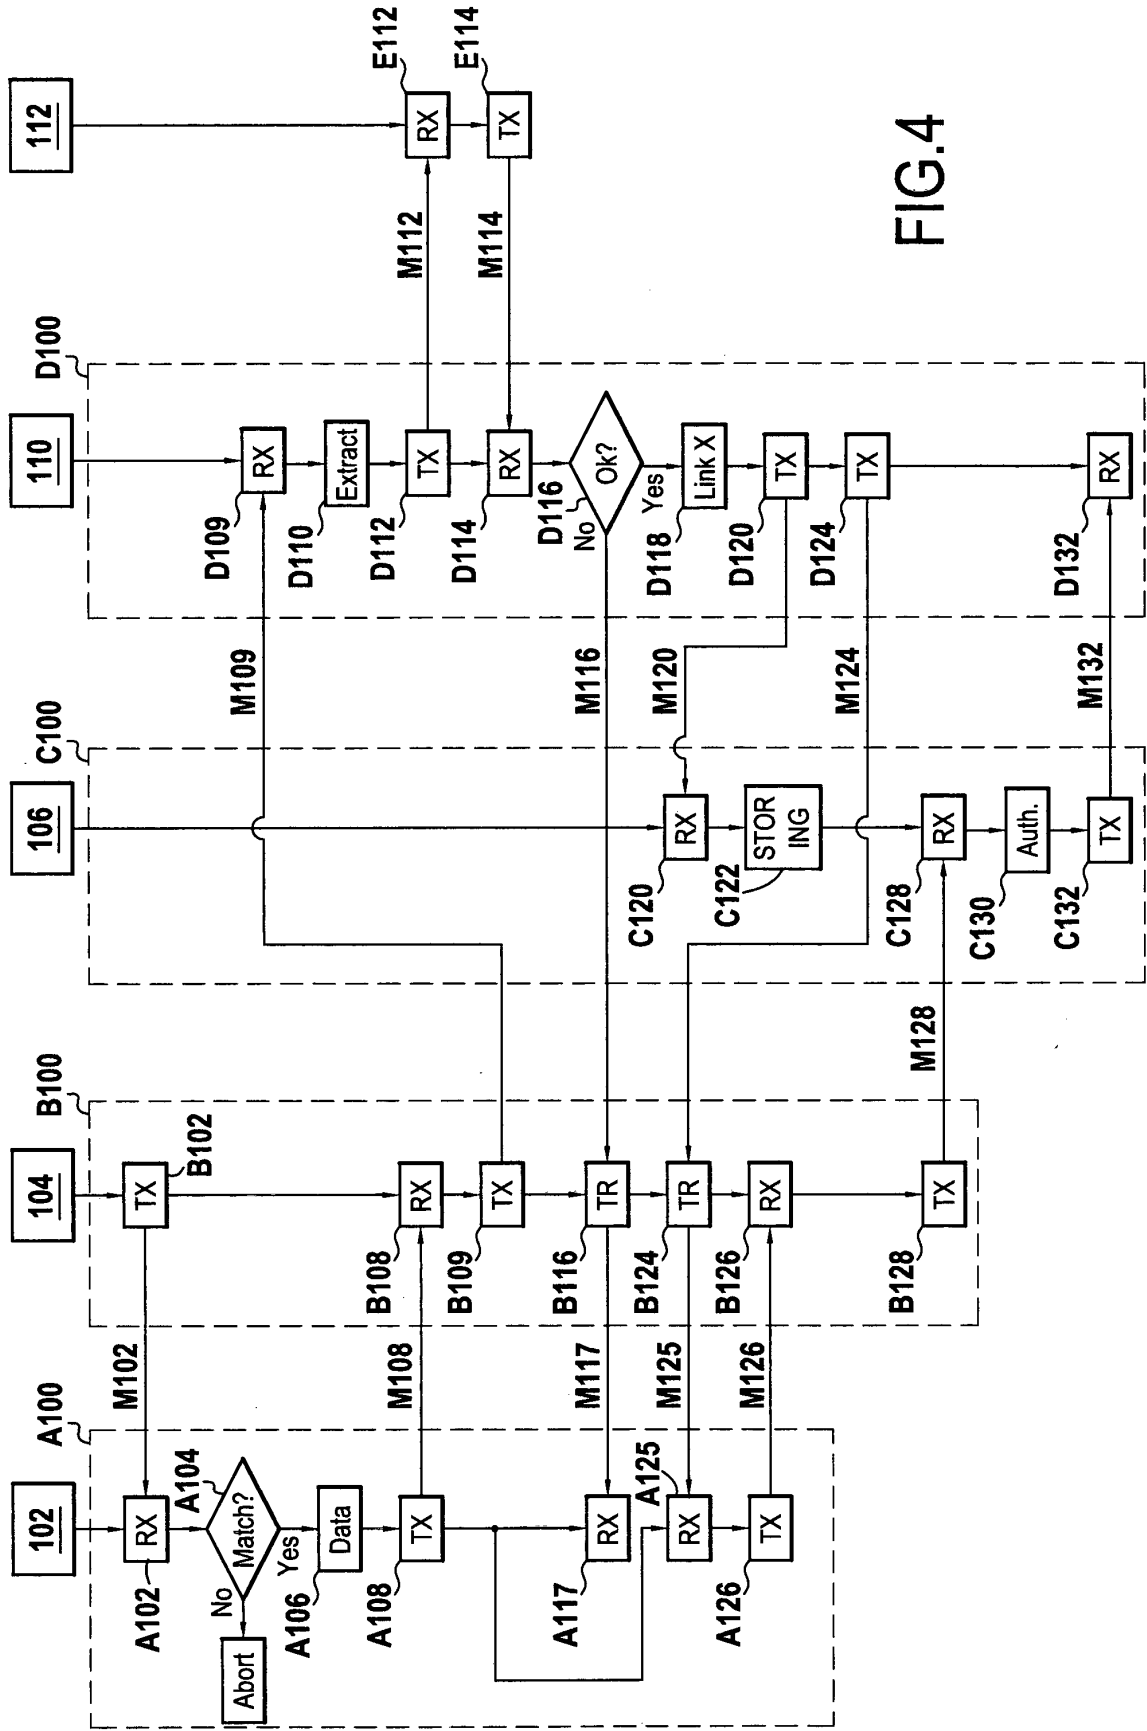 102
A100
RX
A102
Match?
A104
No
Abort
Yes
Data
A106
TX
A108
RX
A117
RX
A125
TX
A126
M102
M108
M117
M125
M126
104
B100
TX
B102
RX
B108
TX
B109
TR
B116
TR
B124
RX
B126
TX
B128
M128
106
C100
RX
C120
STOR
ING
C122
RX
C128
Auth.
C130
TX
C132
M109
M116
M120
M124
M132
110
D100
RX
D109
Extract
D110
TX
D112
RX
D114
Ok?
D116
No
Yes
Link X
D118
TX
D120
TX
D124
RX
D132
M112
M114
112
RX
E112
TX
E114
FIG.4